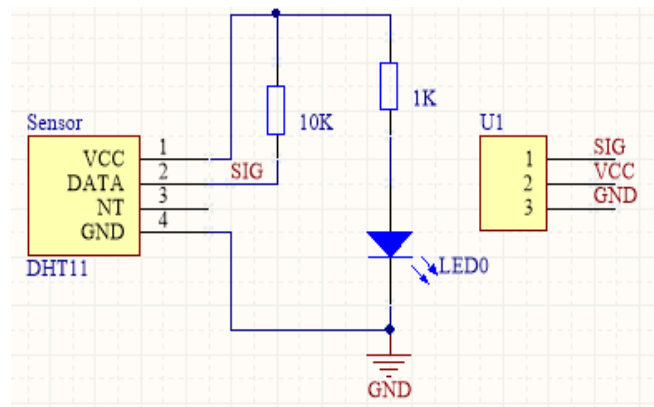 Sensor
VCC 1
DATA 2
NT 3
GND 4
DHT11
SIG
10K
1K
LED0
GND
U1
1 SIG
2 VCC
3 GND